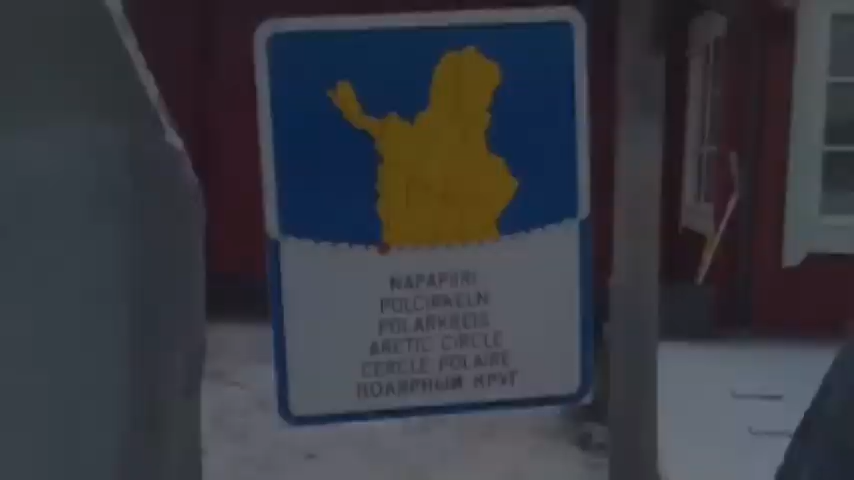 NAPAPIIRI
POLCIRKELN
POLARKREIS
ARCTIC CIRCLE
CERCLE POLAIRE
ПОЛЯРНЫЙ КРУГ